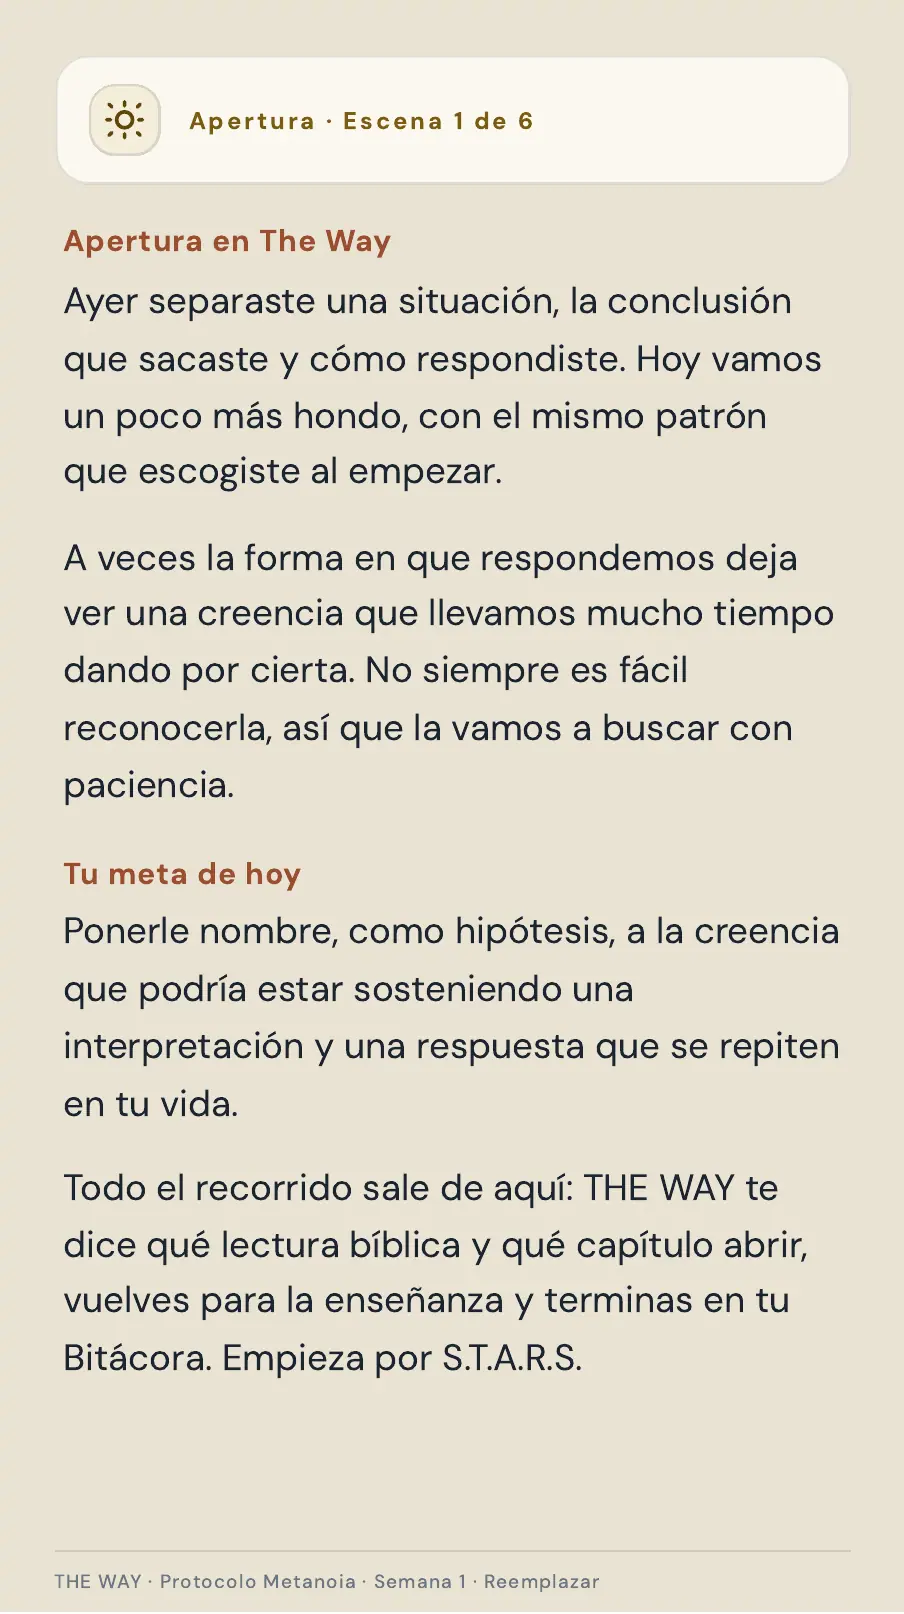 Apertura · Escena 1 de 6
Apertura en The Way
Ayer separaste una situación, la conclusión
que sacaste y cómo respondiste. Hoy vamos
un poco más hondo, con el mismo patrón
que escogiste al empezar.
A veces la forma en que respondemos deja
ver una creencia que llevamos mucho tiempo
dando por cierta. No siempre es fácil
reconocerla, así que la vamos a buscar con
paciencia.
Tu meta de hoy
Ponerle nombre, como hipótesis, a la creencia
que podría estar sosteniendo una
interpretación y una respuesta que se repiten
en tu vida.
Todo el recorrido sale de aquí: THE WAY te
dice qué lectura bíblica y qué capítulo abrir,
vuelves para la enseñanza y terminas en tu
Bitácora. Empieza por S.T.A.R.S.
THE WAY · Protocolo Metanoia · Semana 1 · Reemplazar